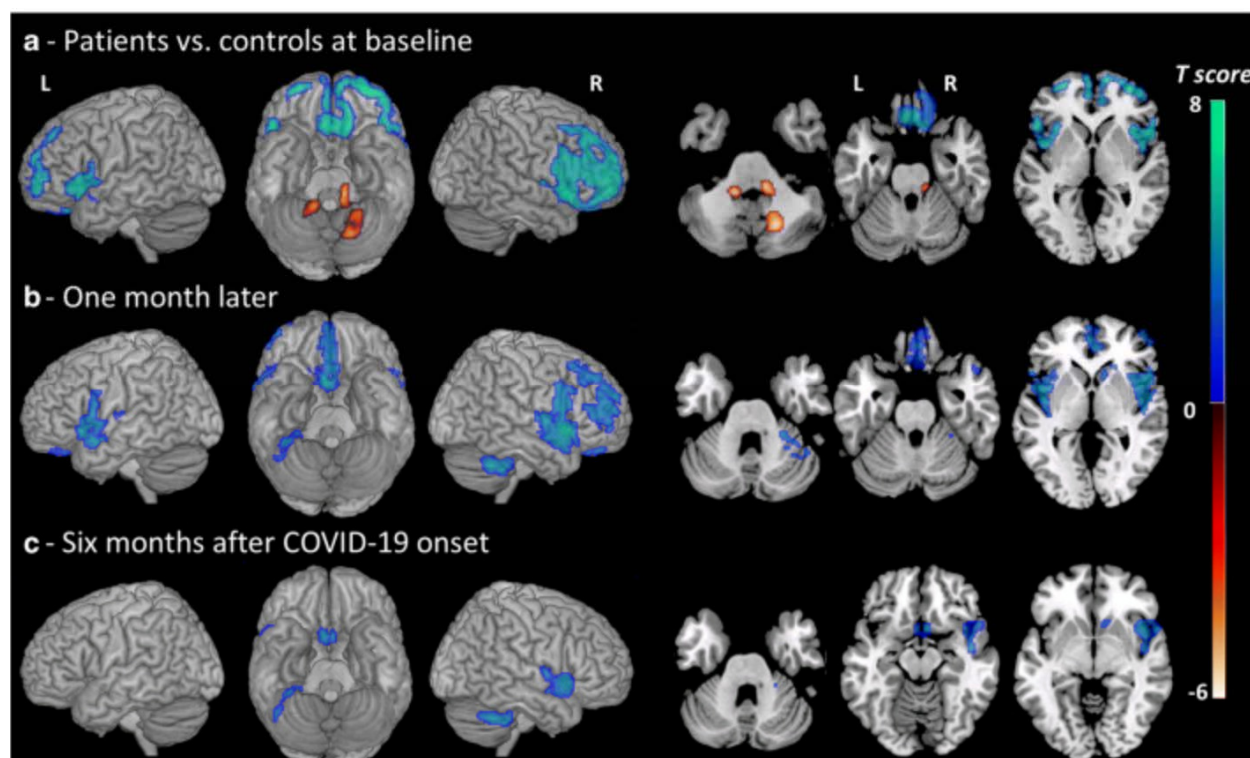 a - Patients vs. controls at baseline
L
R
L
R
T score
8
b - One month later
0
c - Six months after COVID-19 onset
-6